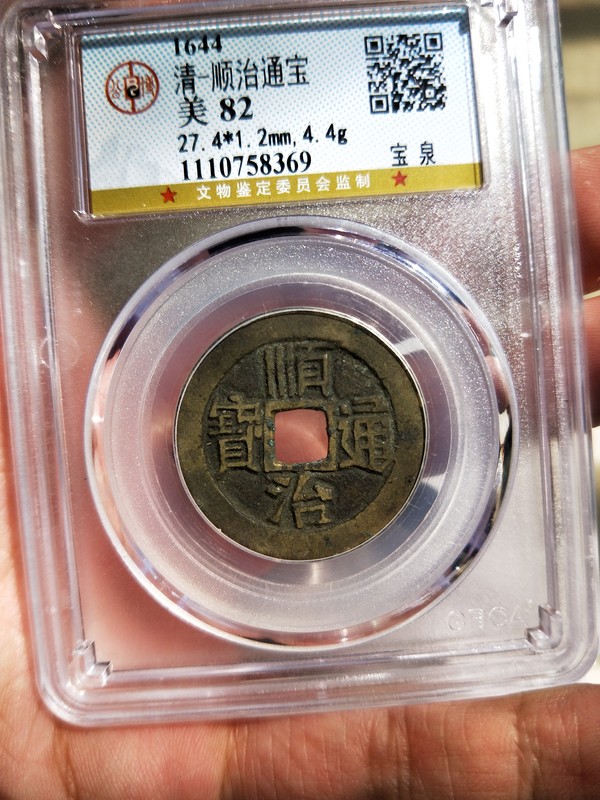 1644
清-顺治通宝
美 82
27.4*1.2mm, 4.4g
1110758369
宝泉
文物鉴定委员会监制
順
寶 通
治